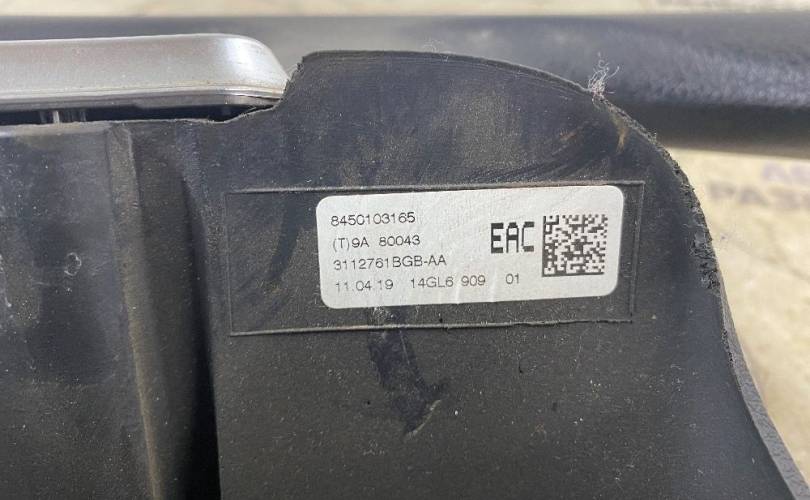 8450103165
(T)9A 80043
3112761BGB-AA
11.04.19 14GL6 909 01
EAC